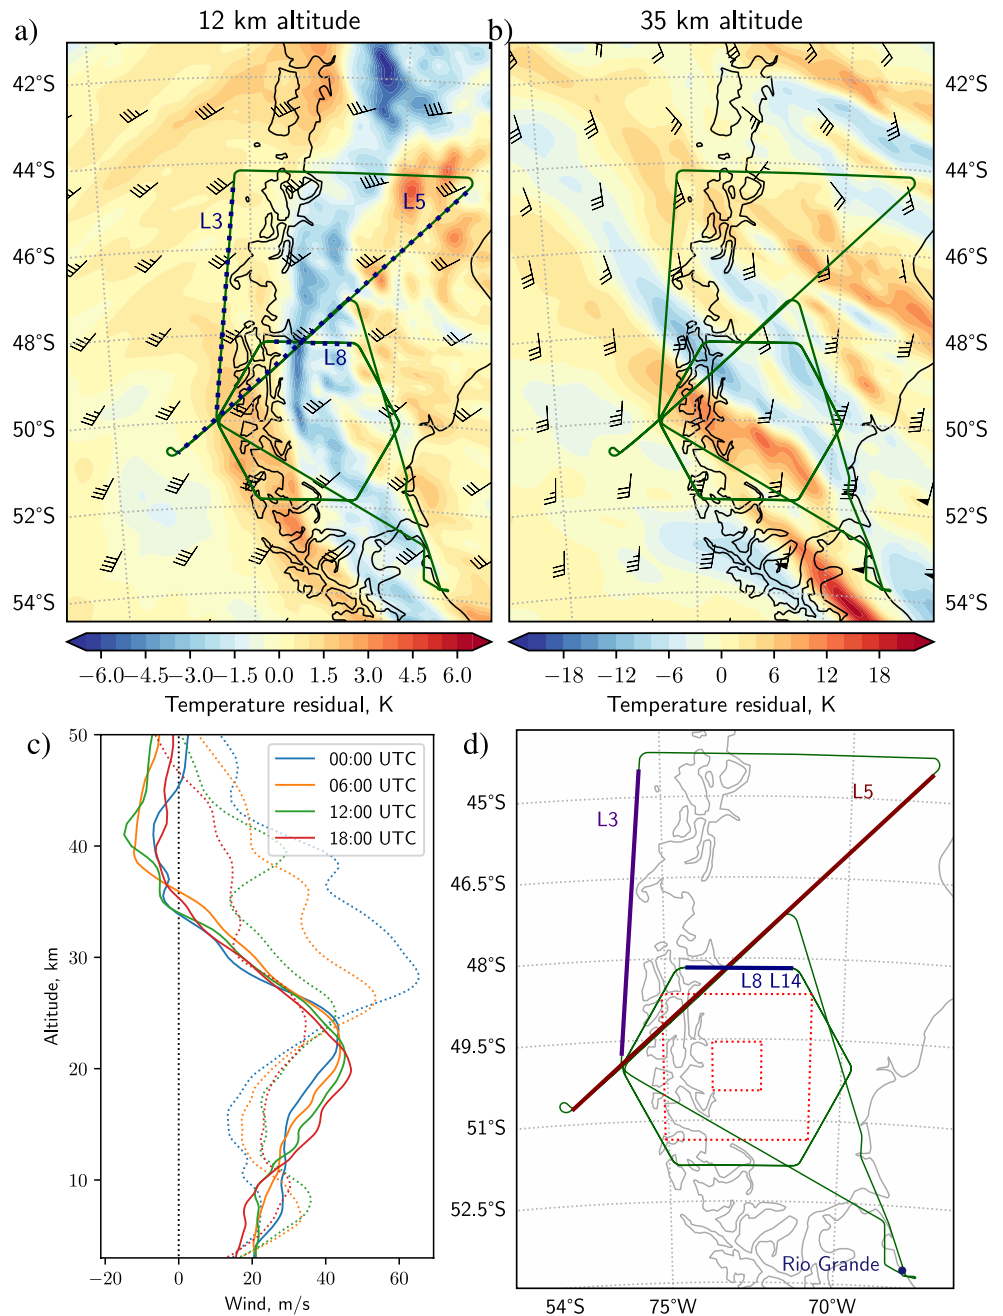 a)
12 km altitude
b)
35 km altitude
42°S
44°S
46°S
48°S
50°S
52°S
54°S
L3
L5
L8
42°S
44°S
46°S
48°S
50°S
52°S
54°S
−6.0 −4.5 −3.0 −1.5 0.0 1.5 3.0 4.5 6.0
Temperature residual, K
−18 −12 −6 0 6 12 18
Temperature residual, K
c)
50
40
30
20
10
Altitude, km
00:00 UTC
06:00 UTC
12:00 UTC
18:00 UTC
−20 0 20 40 60
Wind, m/s
d)
45°S
46.5°S
48°S
49.5°S
51°S
52.5°S
L3
L5
L8 L14
Rio Grande
54°S 75°W 70°W